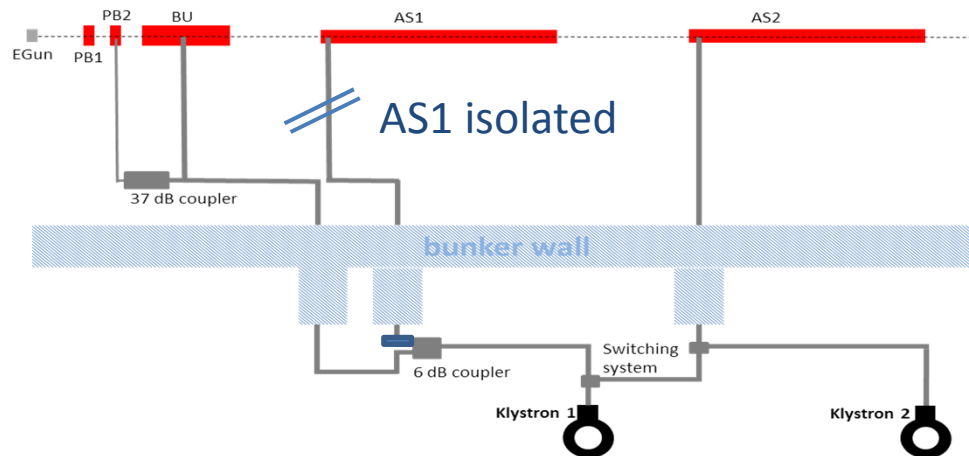 PB2
BU
AS1
AS2
EGun
PB1
AS1 isolated
37 dB coupler
bunker wall
Switching
system
6 dB coupler
Klystron 1
Klystron 2